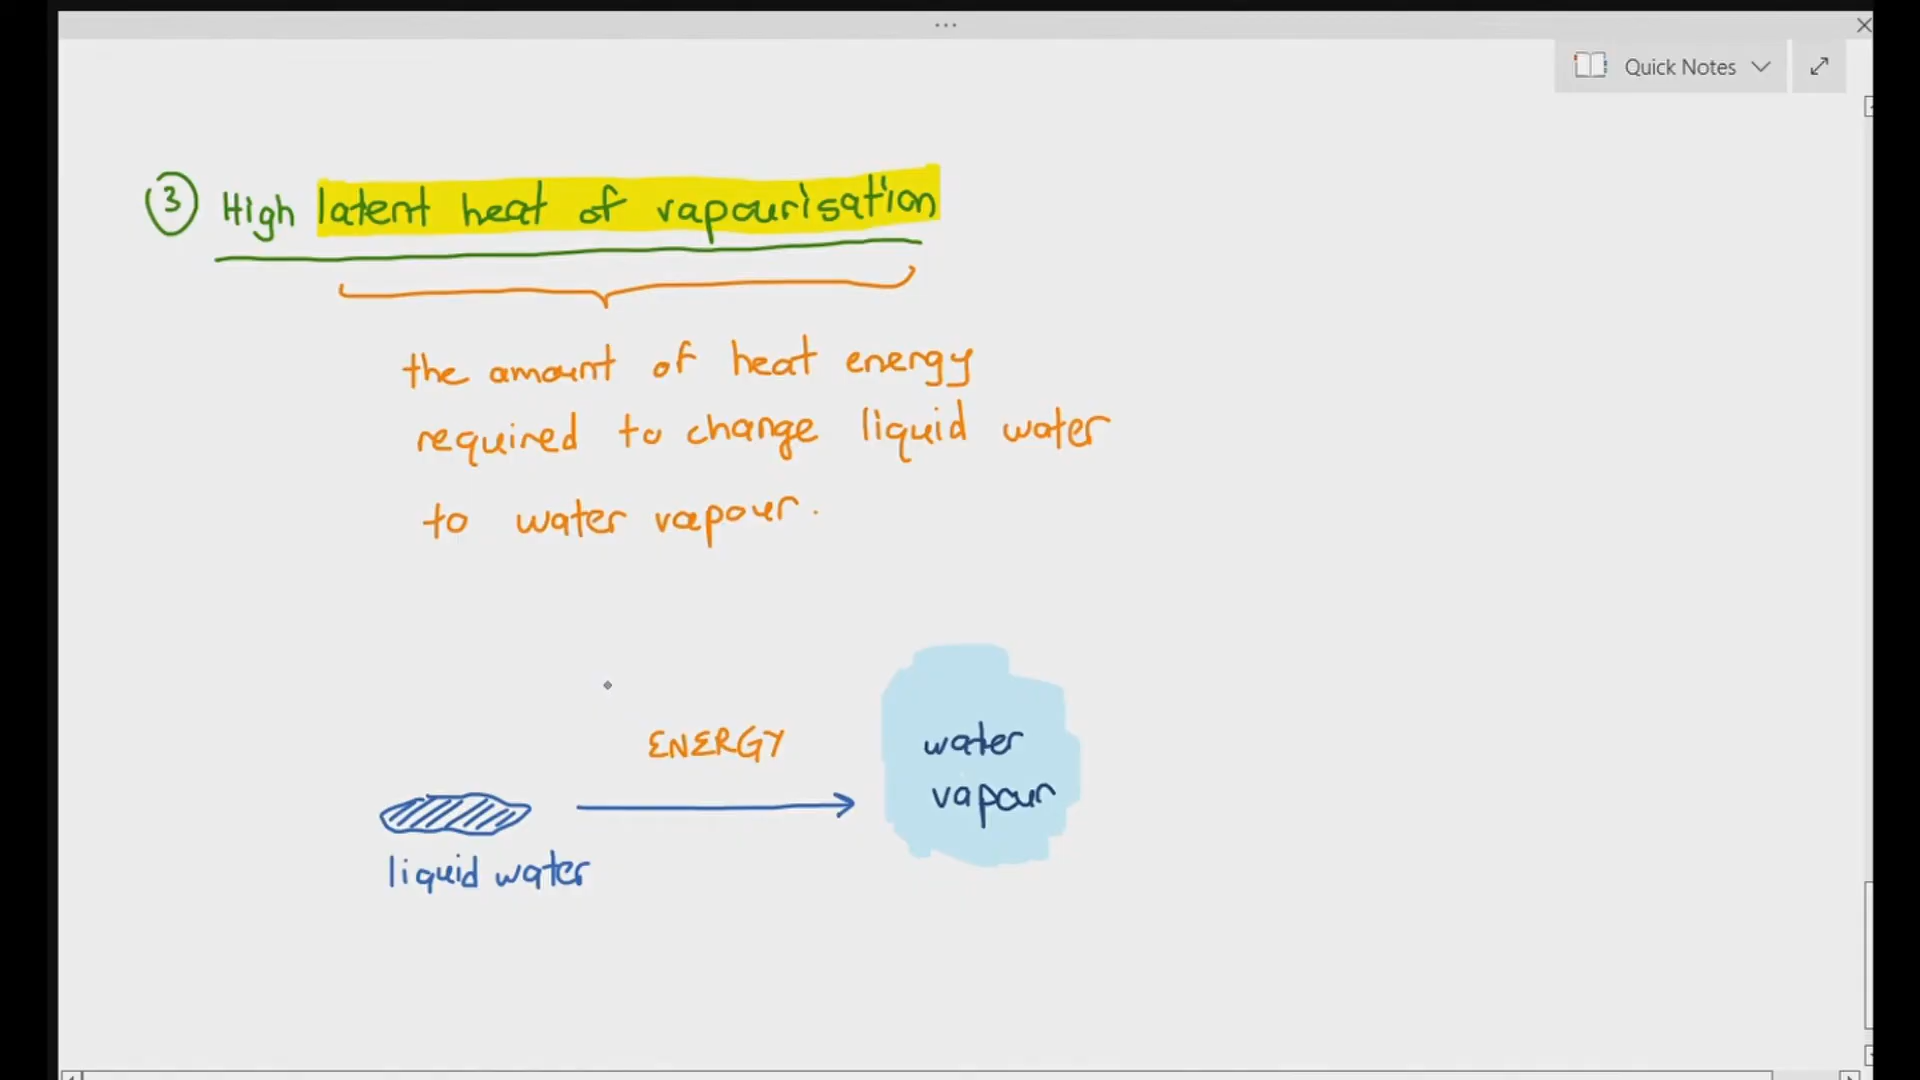 ...
Quick Notes
③ High latent heat of vapourisation
the amount of heat energy
required to change liquid water
to water vapour.
ENERGY
water
vapour
liquid water